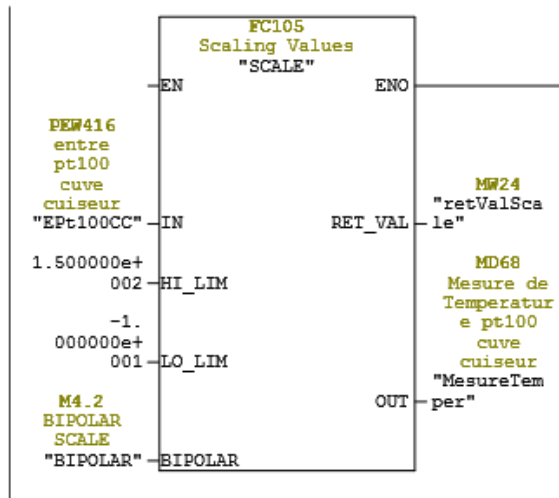 FC105
Scaling Values
"SCALE"
EN ENO
PEW416
entre
pt100
cuve
cuiseur
"EPt100CC" IN
MW24
"retValSca
RET_VAL le"
1.500000e+
002 HI_LIM
-1.
000000e+
001 LO_LIM
MD68
Mesure de
Temperatur
e pt100
cuve
cuiseur
"MesureTem
OUT per"
M4.2
BIPOLAR
SCALE
"BIPOLAR" BIPOLAR